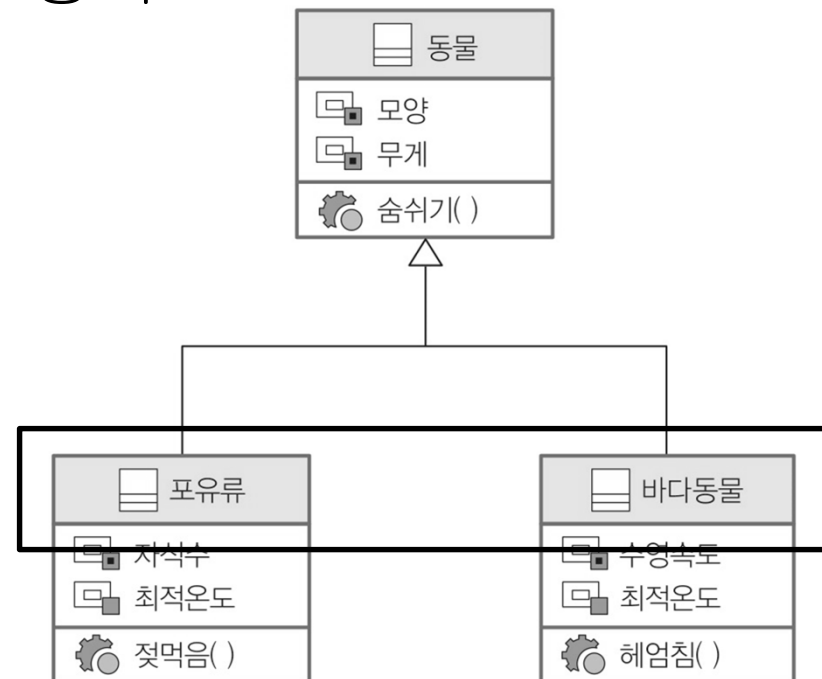 동물
모양
무게
숨쉬기( )
포유류
바다동물
자식수
수영속도
최적온도
최적온도
젖먹음( )
헤엄침( )